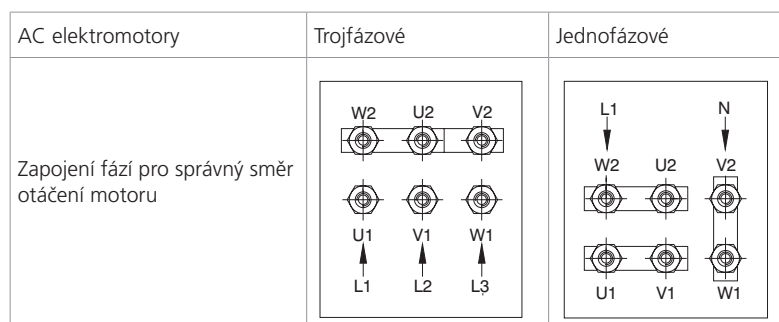 AC elektromotory Trojfázové Jednofázové
Zapojení fází pro správný směr
otáčení motoru
W2 U2 V2
U1 V1 W1
L1 L2 L3
L1 N
W2 U2 V2
U1 V1 W1